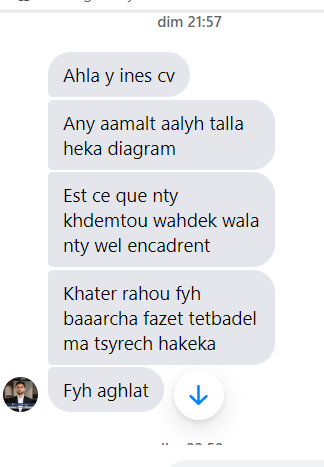 dim 21:57
Ahla y ines cv
Any aamalt aalyh talla
heka diagram
Est ce que nty
khdemtou wahdek wala
nty wel encadrent
Khater rahou fyh
baaarcha fazet tetbadel
ma tsyrech hakeka
Fyh aghlat